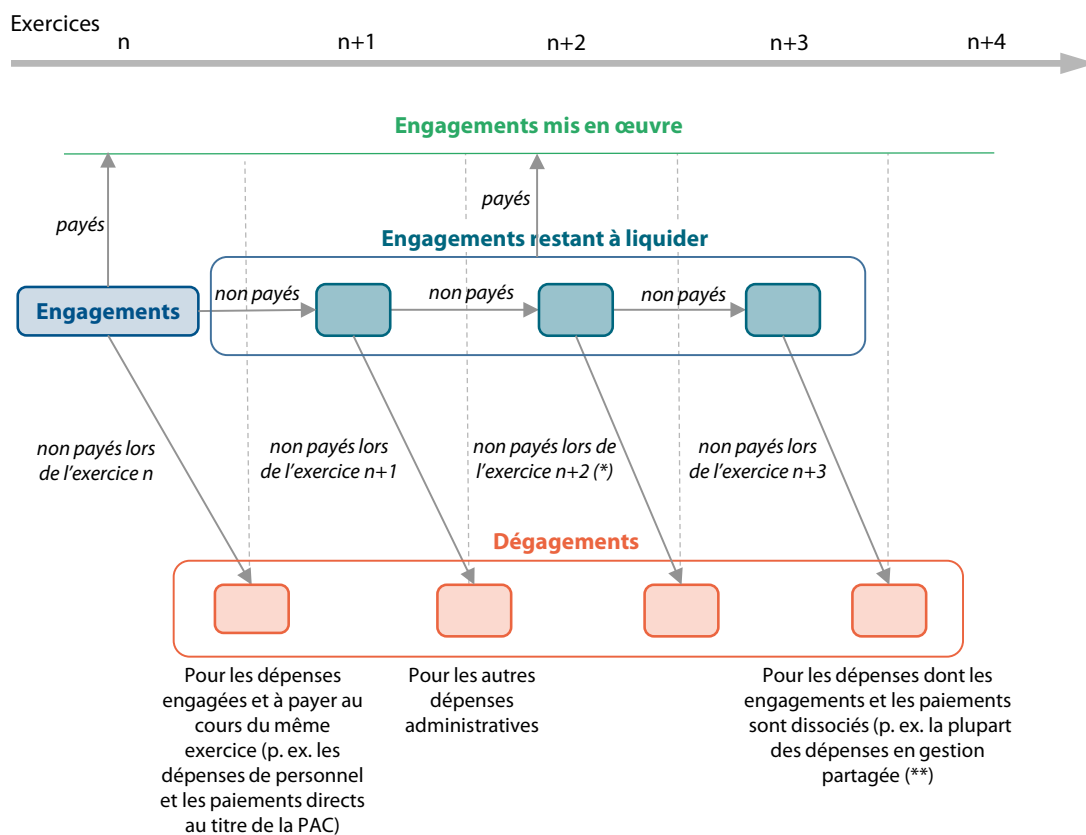 Exercices
n
n+1
n+2
n+3
n+4
Engagements mis en œuvre
payés
payés
Engagements restant à liquider
Engagements
non payés
non payés
non payés
non payés lors
de l'exercice n
non payés lors
de l'exercice n+1
non payés lors de
l'exercice n+2 (*)
non payés lors
de l'exercice n+3
Dégagements
Pour les dépenses
engagées et à payer au
cours du même
exercice (p. ex. les
dépenses de personnel
et les paiements directs
au titre de la PAC)
Pour les autres
dépenses
administratives
Pour les dépenses dont les
engagements et les paiements
sont dissociés (p. ex. la plupart
des dépenses en gestion
partagée (**)